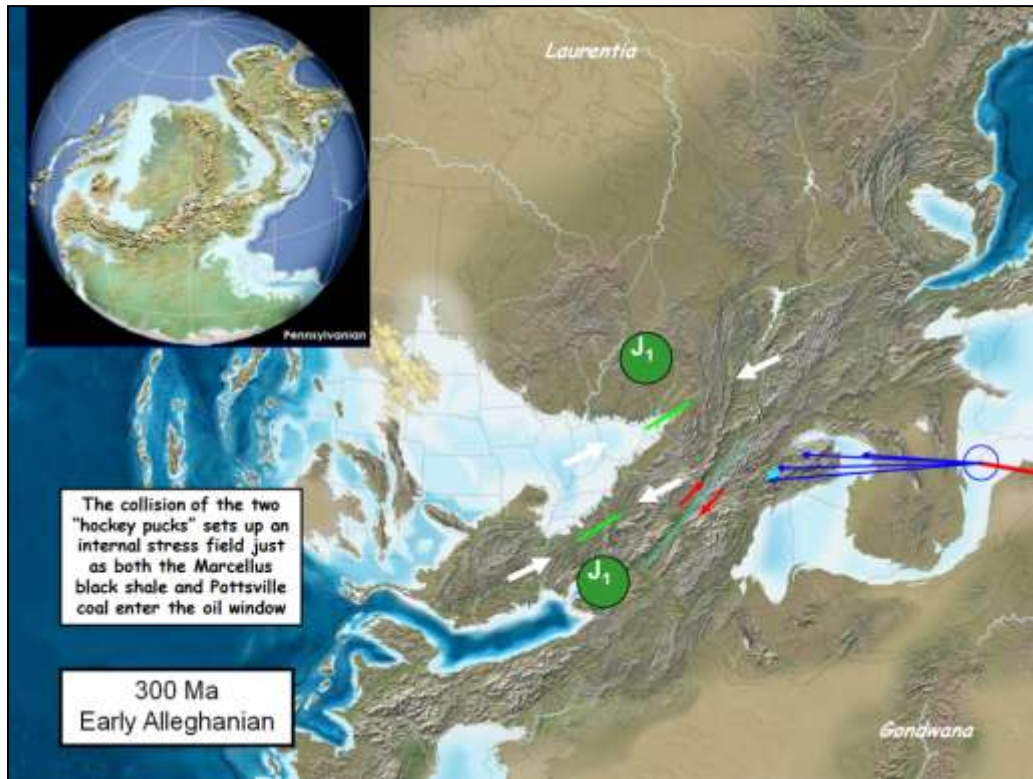 Laurentia
Pennsylvanian
J1
The collision of the two
"hockey pucks" sets up an
internal stress field just
as both the Marcellus
black shale and Pottsville
coal enter the oil window
J1
300 Ma
Early Alleghanian
Gondwana